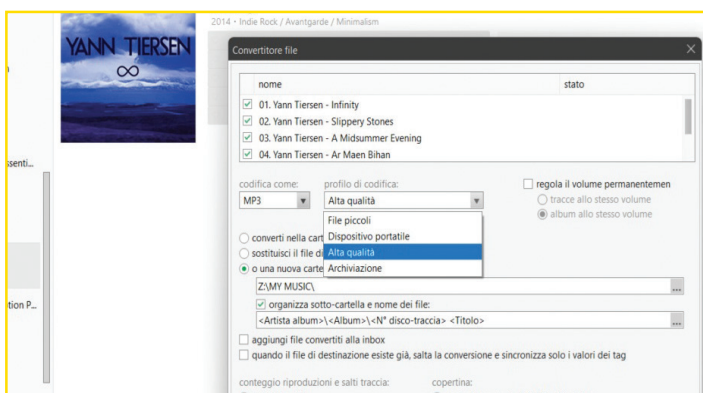 2014 • Indie Rock / Avantgarde / Minimalism
YANN TIERSEN
∞
Convertitore file
nome stato
01. Yann Tiersen - Infinity
02. Yann Tiersen - Slippery Stones
03. Yann Tiersen - A Midsummer Evening
04. Yann Tiersen - Ar Maen Bihan
ssenti...
codifica come: profilo di codifica: regola il volume permanentemen
MP3 Alta qualità tracce allo stesso volume
album allo stesso volume
File piccoli
converti nella cart Dispositivo portatile
sostituisci il file di Alta qualità
o una nuova carte Archiviazione
Z:\MY MUSIC\ ...
tion P...
organizza sotto-cartella e nome dei file:
<Artista album>\<Album>\<N° disco-traccia> <Titolo> ...
aggiungi file convertiti alla inbox
quando il file di destinazione esiste già, salta la conversione e sincronizza solo i valori dei tag
conteggio riproduzioni e salti traccia: copertina: